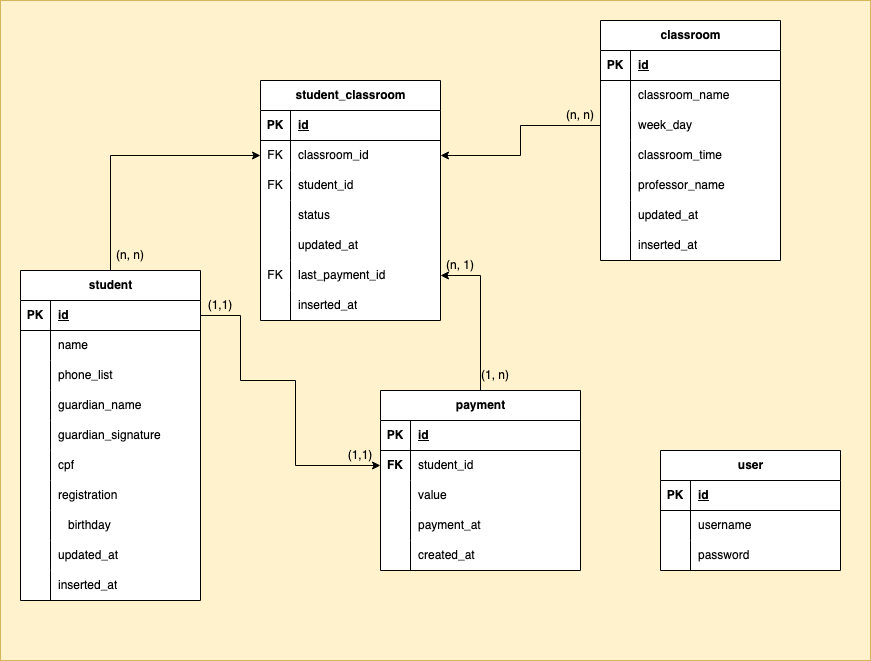 classroom
PK id
classroom_name
week_day
classroom_time
professor_name
updated_at
inserted_at
(n, n)
student_classroom
PK id
FK classroom_id
FK student_id
status
updated_at
FK last_payment_id
inserted_at
(n, n)
(n, 1)
student
PK id
name
phone_list
guardian_name
guardian_signature
cpf
registration
birthday
updated_at
inserted_at
(1,1)
(1,1)
(1, n)
payment
PK id
FK student_id
value
payment_at
created_at
user
PK id
username
password